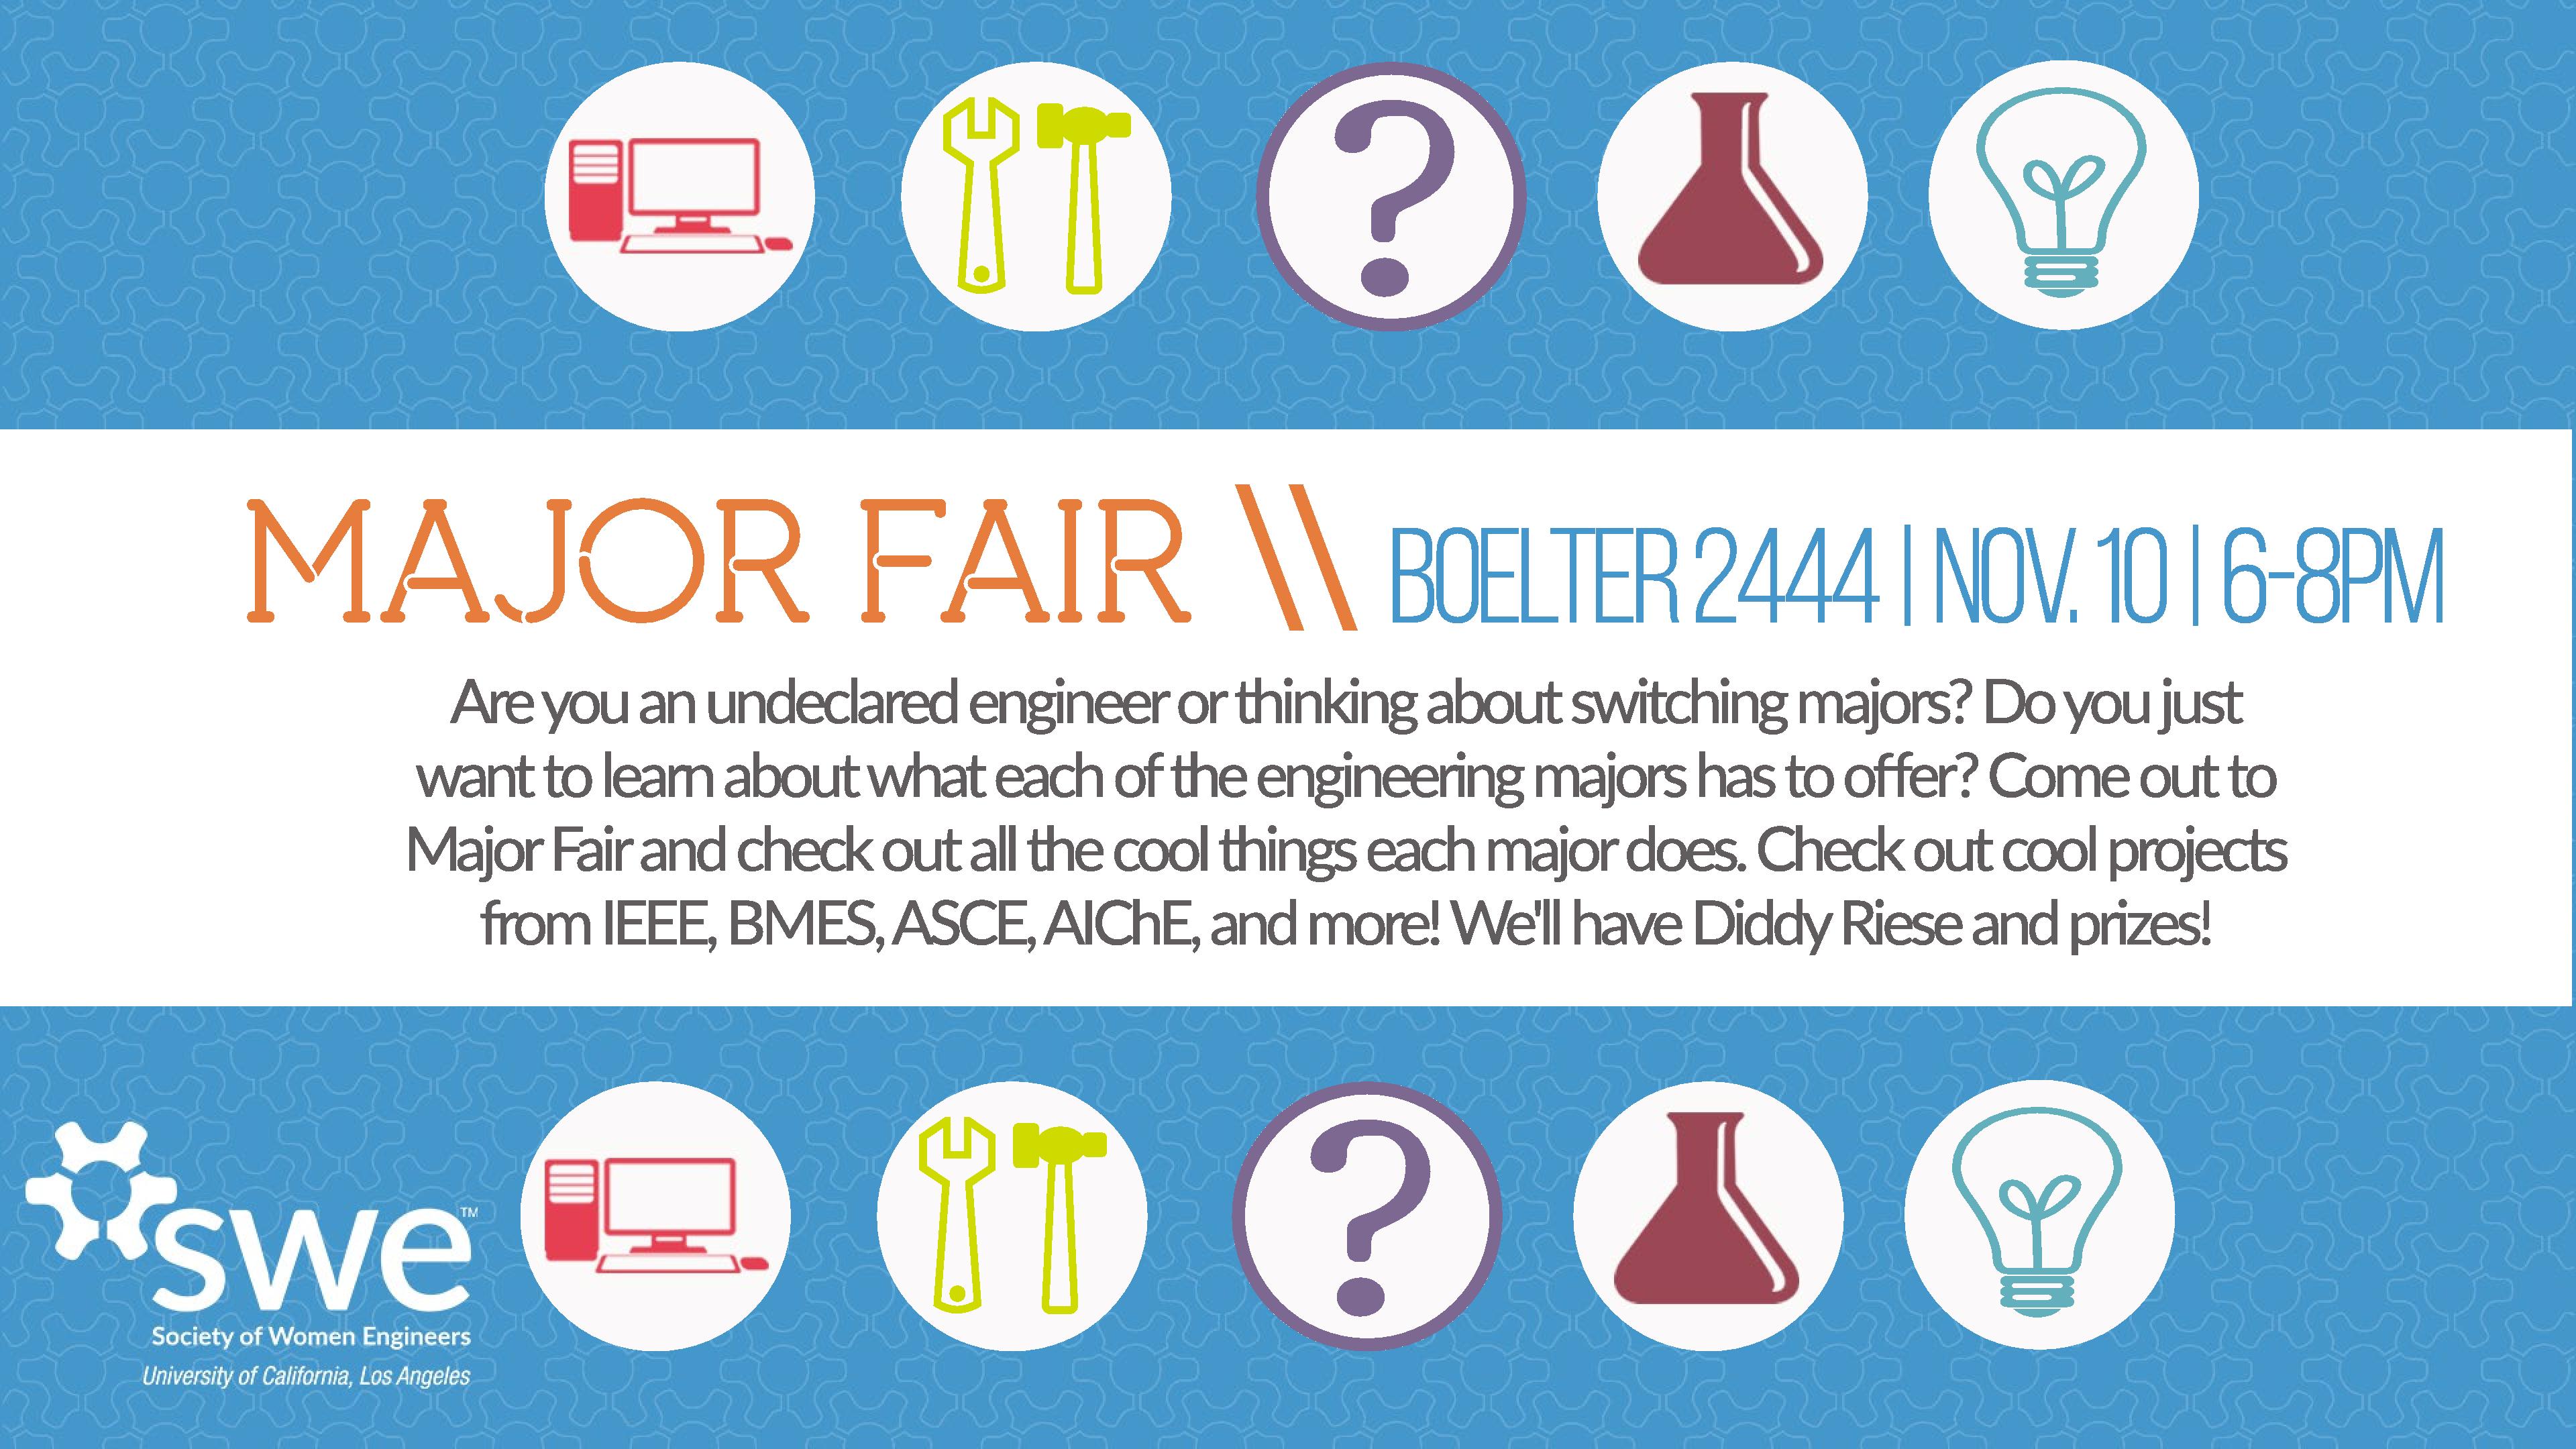 MAJOR FAIR \\ BOELTER 2444 | NOV. 10 | 6-8PM
Are you an undeclared engineer or thinking about switching majors? Do you just
want to learn about what each of the engineering majors has to offer? Come out to
Major Fair and check out all the cool things each major does. Check out cool projects
from IEEE, BMES, ASCE, AIChE, and more! We'll have Diddy Riese and prizes!
swe™
Society of Women Engineers
University of California, Los Angeles